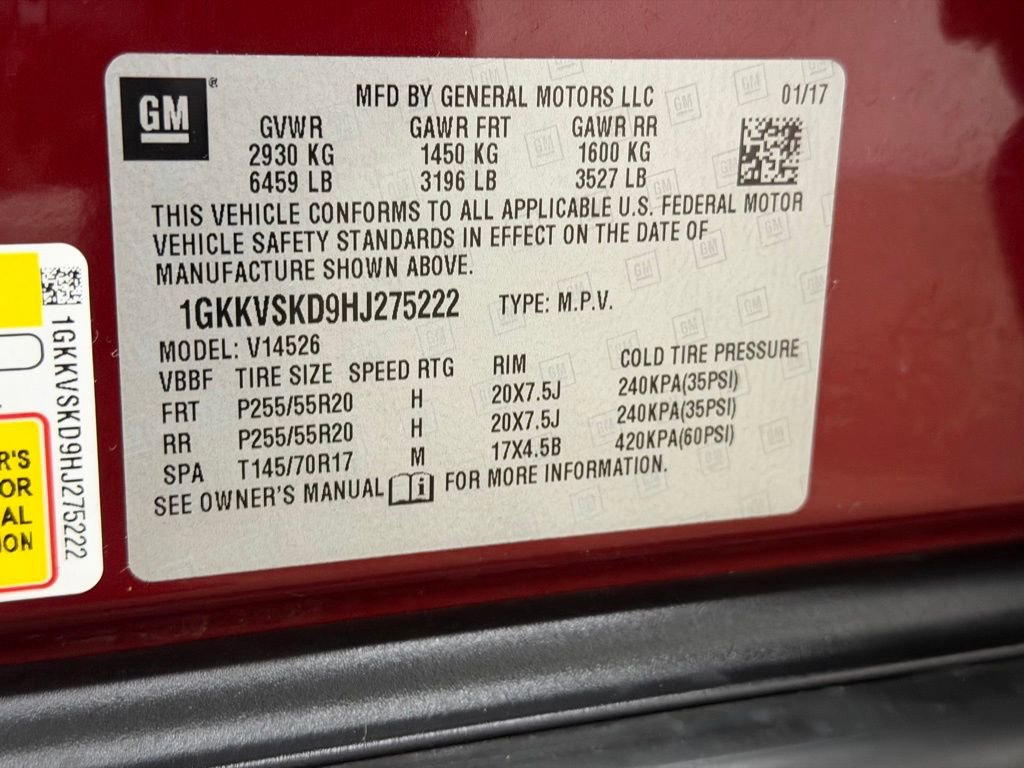 GM
MFD BY GENERAL MOTORS LLC 01/17
GVWR GAWR FRT GAWR RR
2930 KG 1450 KG 1600 KG
6459 LB 3196 LB 3527 LB
THIS VEHICLE CONFORMS TO ALL APPLICABLE U.S. FEDERAL MOTOR
VEHICLE SAFETY STANDARDS IN EFFECT ON THE DATE OF
MANUFACTURE SHOWN ABOVE.
1GKKVSKD9HJ275222 TYPE: M.P.V.
MODEL: V14526
VBBF TIRE SIZE SPEED RTG RIM COLD TIRE PRESSURE
FRT P255/55R20 H 20X7.5J 240KPA(35PSI)
RR P255/55R20 H 20X7.5J 240KPA(35PSI)
SPA T145/70R17 M 17X4.5B 420KPA(60PSI)
SEE OWNER'S MANUAL FOR MORE INFORMATION.
1GKKVSKD9HJ275222
R'S
OR
AL
ION